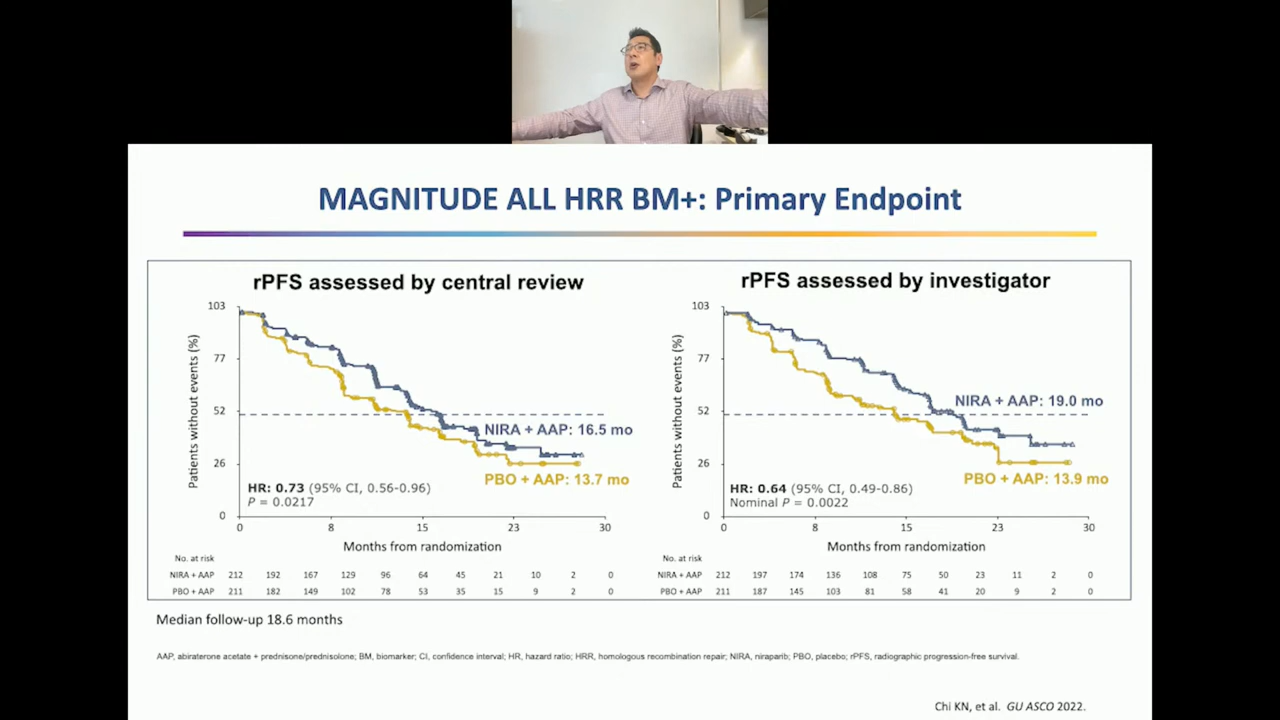 MAGNITUDE ALL HRR BM+: Primary Endpoint
rPFS assessed by central review
Patients without events (%)
103
77
52
26
0
NIRA + AAP: 16.5 mo
PBO + AAP: 13.7 mo
HR: 0.73 (95% CI, 0.56-0.96)
P = 0.0217
0 8 15 23 30
Months from randomization
No. at risk
NIRA + AAP 212 192 167 129 96 64 45 21 10 2 0
PBO + AAP 211 182 149 102 78 53 35 15 9 2 0
rPFS assessed by investigator
Patients without events (%)
103
77
52
26
0
NIRA + AAP: 19.0 mo
PBO + AAP: 13.9 mo
HR: 0.64 (95% CI, 0.49-0.86)
Nominal P = 0.0022
0 8 15 23 30
Months from randomization
No. at risk
NIRA + AAP 212 197 174 136 108 75 50 23 11 2 0
PBO + AAP 211 187 145 103 81 58 41 20 9 2 0
Median follow-up 18.6 months
AAP, abiraterone acetate + prednisone/prednisolone; BM, biomarker; CI, confidence interval; HR, hazard ratio; HRR, homologous recombination repair; NIRA, niraparib; PBO, placebo; rPFS, radiographic progression-free survival.
Chi KN, et al. GU ASCO 2022.